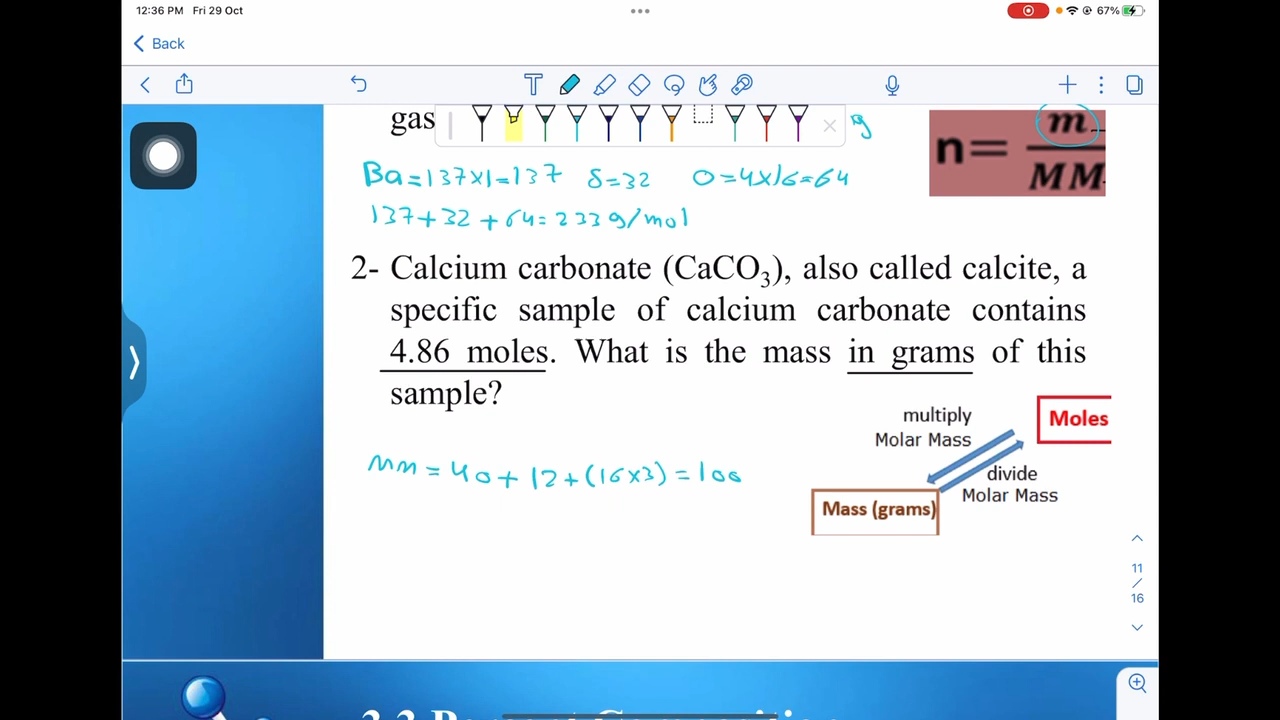 12:36 PM Fri 29 Oct
67%
Back
gas
g
n= m
MM
Ba=137x1=137 S=32 O=4x16=64
137+32+64=233g/mol
2- Calcium carbonate (CaCO₃), also called calcite, a
specific sample of calcium carbonate contains
4.86 moles. What is the mass in grams of this
sample?
multiply
Molar Mass
Moles
divide
Molar Mass
Mass (grams)
MM=40+12+(16x3)=100
11
/
16